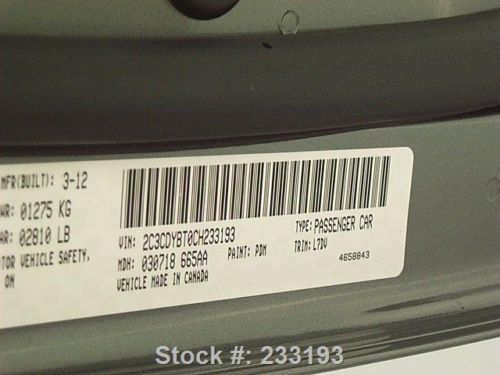 MFR(BUILT): 3-12
WR: 01275 KG
AR: 02810 LB
TOR VEHICLE SAFETY.
ON
VIN: 2C3CDYBT0CH233193
TYPE: PASSENGER CAR
MDH: 030718 665AA
PAINT: PDM
TRIM: L7DV
VEHICLE MADE IN CANADA
4658843
Stock #: 233193